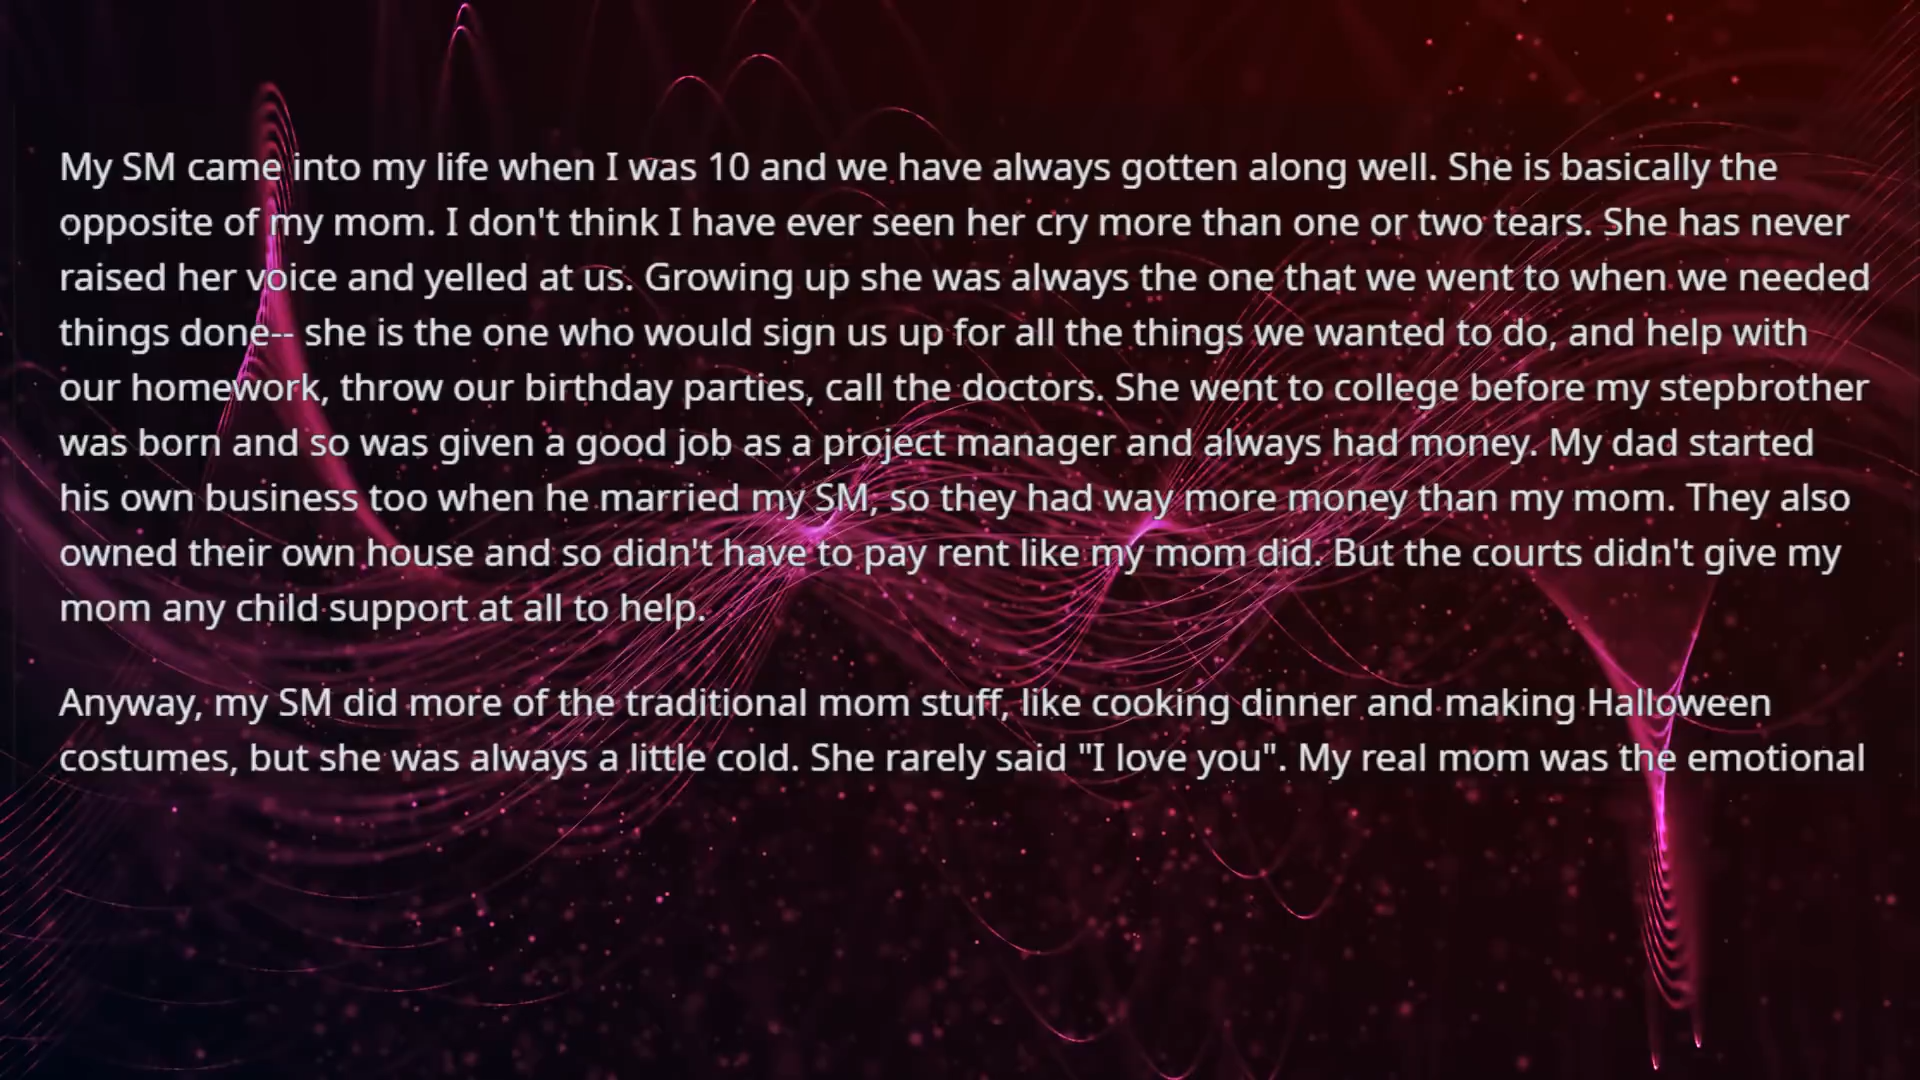 My SM came into my life when I was 10 and we have always gotten along well. She is basically the
opposite of my mom. I don't think I have ever seen her cry more than one or two tears. She has never
raised her voice and yelled at us. Growing up she was always the one that we went to when we needed
things done-- she is the one who would sign us up for all the things we wanted to do, and help with
our homework, throw our birthday parties, call the doctors. She went to college before my stepbrother
was born and so was given a good job as a project manager and always had money. My dad started
his own business too when he married my SM, so they had way more money than my mom. They also
owned their own house and so didn't have to pay rent like my mom did. But the courts didn't give my
mom any child support at all to help.
Anyway, my SM did more of the traditional mom stuff, like cooking dinner and making Halloween
costumes, but she was always a little cold. She rarely said "I love you". My real mom was the emotional